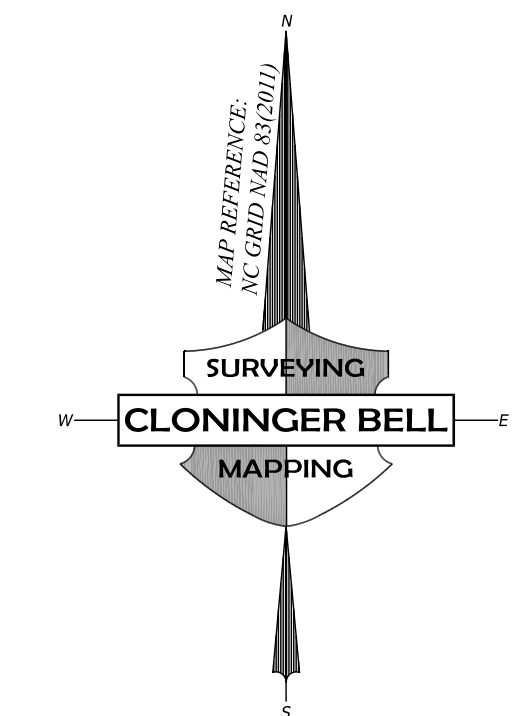 N
MAP REFERENCE:
NC GRID NAD 83(2011)
SURVEYING
W
CLONINGER BELL
E
MAPPING
S